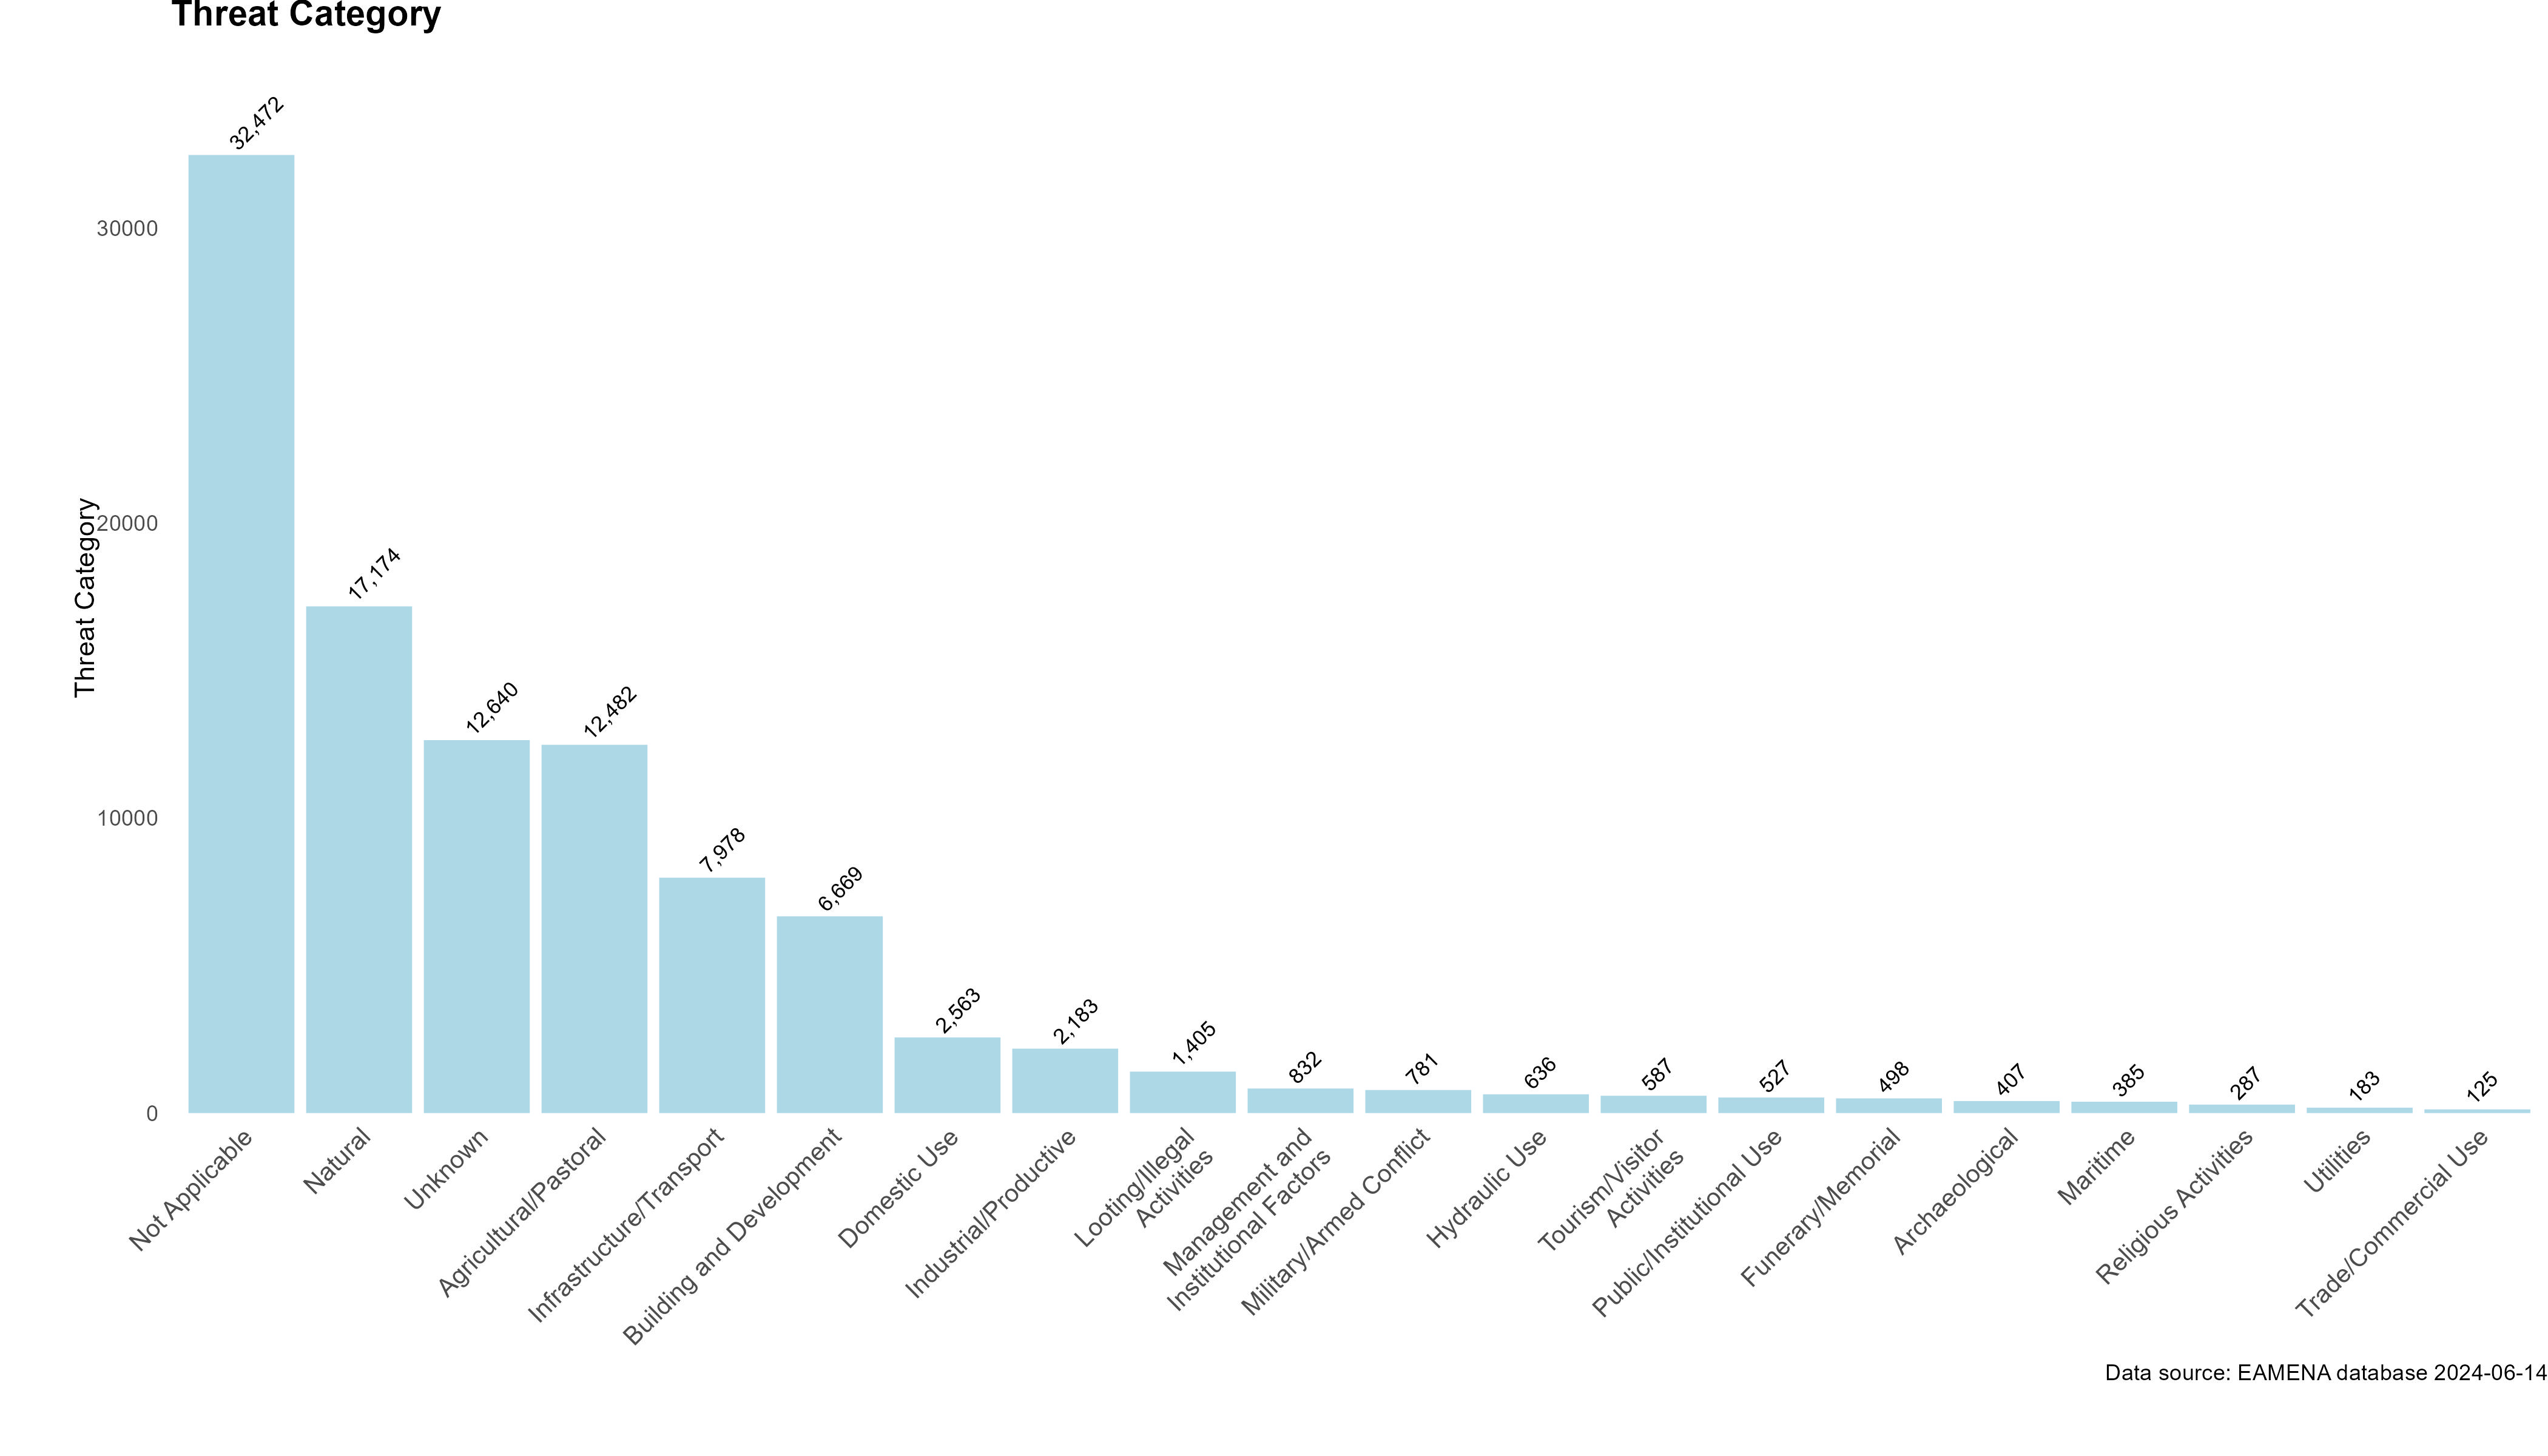 Threat Category
32,472
17,174
12,640
12,482
7,978
6,669
2,563
2,183
1,405
832
781
636
587
527
498
407
385
287
183
125
30000
20000
10000
0
Threat Category
Not Applicable
Natural
Unknown
Agricultural/Pastoral
Infrastructure/Transport
Building and Development
Domestic Use
Industrial/Productive
Looting/Illegal
Activities
Management and
Institutional Factors
Military/Armed Conflict
Hydraulic Use
Tourism/Visitor
Activities
Public/Institutional Use
Funerary/Memorial
Archaeological
Maritime
Religious Activities
Utilities
Trade/Commercial Use
Data source: EAMENA database 2024-06-14